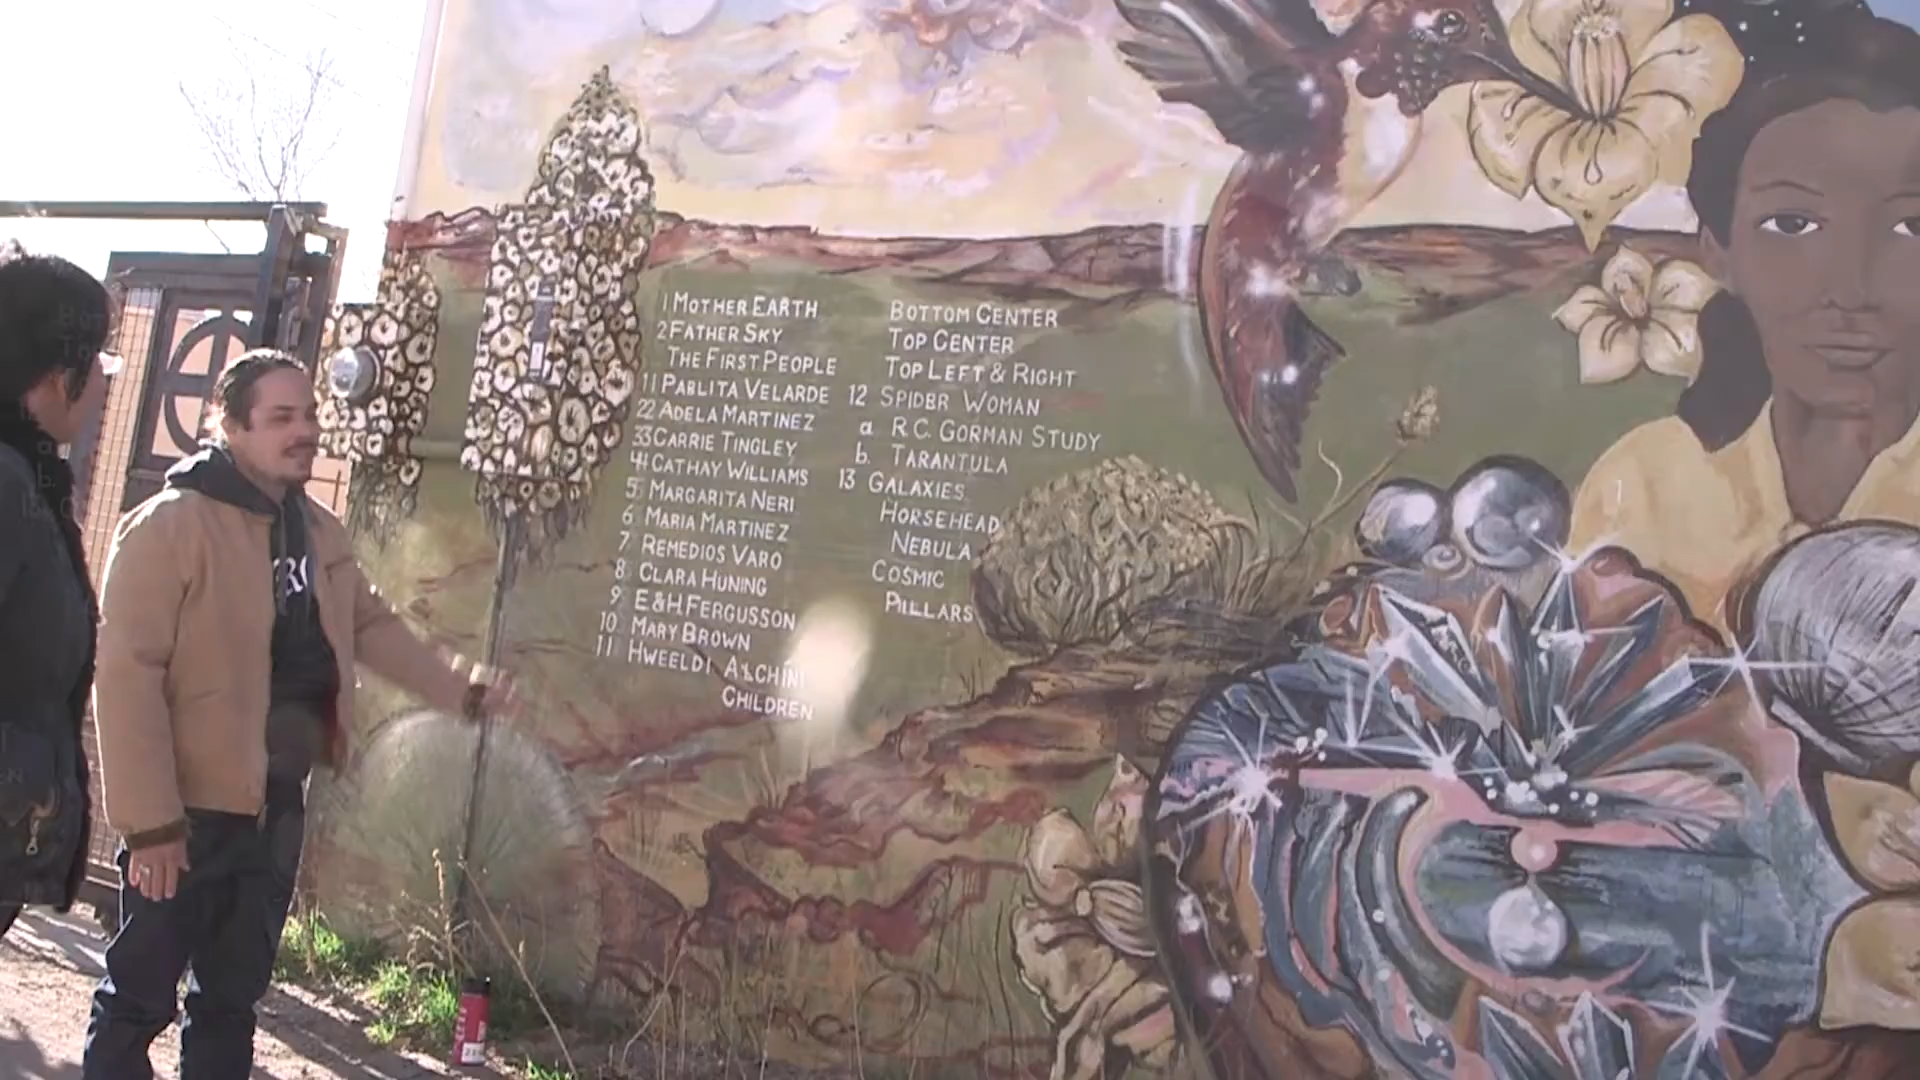 1 MOTHER EARTH BOTTOM CENTER
2 FATHER SKY TOP CENTER
THE FIRST PEOPLE TOP LEFT & RIGHT
11 PABLITA VELARDE 12 SPIDER WOMAN
22 ADELA MARTINEZ a R.C. GORMAN STUDY
33 CARRIE TINGLEY b. TARANTULA
44 CATHAY WILLIAMS 13 GALAXIES
5 MARGARITA NERI HORSEHEAD
6 MARIA MARTINEZ NEBULA
7 REMEDIOS VARO COSMIC
8 CLARA HUNING PILLARS
9 E & H FERGUSSON
10 MARY BROWN
11 HWEELDI AŁCHINI
CHILDREN